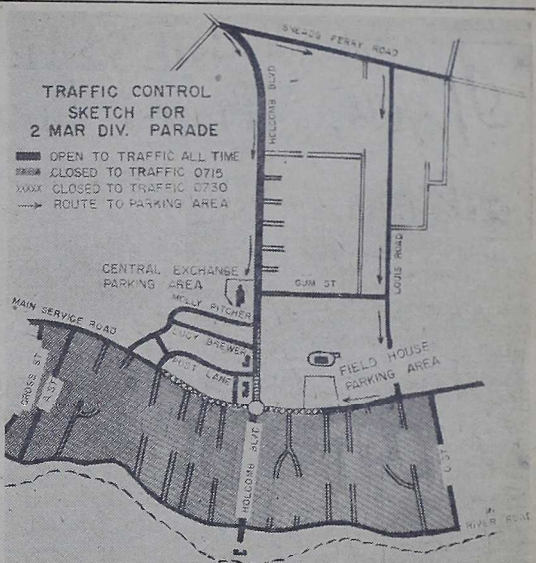 SNEADS FERRY ROAD
TRAFFIC CONTROL
SKETCH FOR
2 MAR DIV. PARADE
OPEN TO TRAFFIC ALL TIME
CLOSED TO TRAFFIC 0715
CLOSED TO TRAFFIC 0730
ROUTE TO PARKING AREA
HOLCOMB BLVD
LOUIS ROAD
CENTRAL EXCHANGE
PARKING AREA
GUM ST
MOLLY PITCHER
MAIN SERVICE ROAD
LUCY BREWER
POST LANE
FIELD HOUSE
PARKING AREA
CROSS ST
A ST
HOLCOMB BLVD
C ST
RIVER ROAD